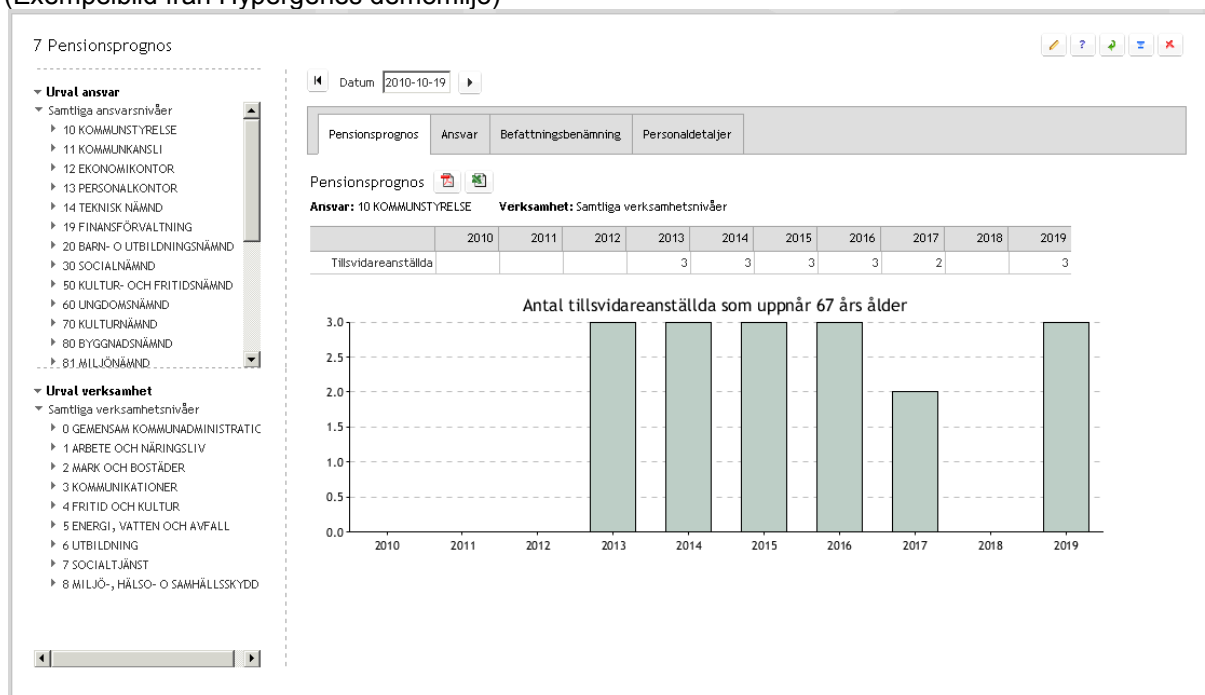 (Exempelbild från Hypergenes demomiljö)
7 Pensionsprognos
?
Datum 2010-10-19
Urval ansvar
Samtliga ansvarsnivåer
10 KOMMUNSTYRELSE
11 KOMMUNKANSLI
12 EKONOMIKONTOR
13 PERSONALKONTOR
14 TEKNISK NÄMND
19 FINANSFÖRVALTNING
20 BARN- O UTBILDNINGSNÄMND
30 SOCIALNÄMND
50 KULTUR- OCH FRITIDSNÄMND
60 UNGDOMSNÄMND
70 KULTURNÄMND
80 BYGGNADSNÄMND
81 MILJÖNÄMND
Urval verksamhet
Samtliga verksamhetsnivåer
0 GEMENSAM KOMMUNADMINISTRATIC
1 ARBETE OCH NÄRINGSLIV
2 MARK OCH BOSTÄDER
3 KOMMUNIKATIONER
4 FRITID OCH KULTUR
5 ENERGI, VATTEN OCH AVFALL
6 UTBILDNING
7 SOCIALTJÄNST
8 MILJÖ-, HÄLSO- O SAMHÄLLSSKYDD
Pensionsprognos Ansvar Befattningsbenämning Personaldetaljer
Pensionsprognos
Ansvar: 10 KOMMUNSTYRELSE Verksamhet: Samtliga verksamhetsnivåer
2010 2011 2012 2013 2014 2015 2016 2017 2018 2019
Tillsvidareanställda 3 3 3 3 2 3
Antal tillsvidareanställda som uppnår 67 års ålder
3.0
2.5
2.0
1.5
1.0
0.5
0.0
2010 2011 2012 2013 2014 2015 2016 2017 2018 2019